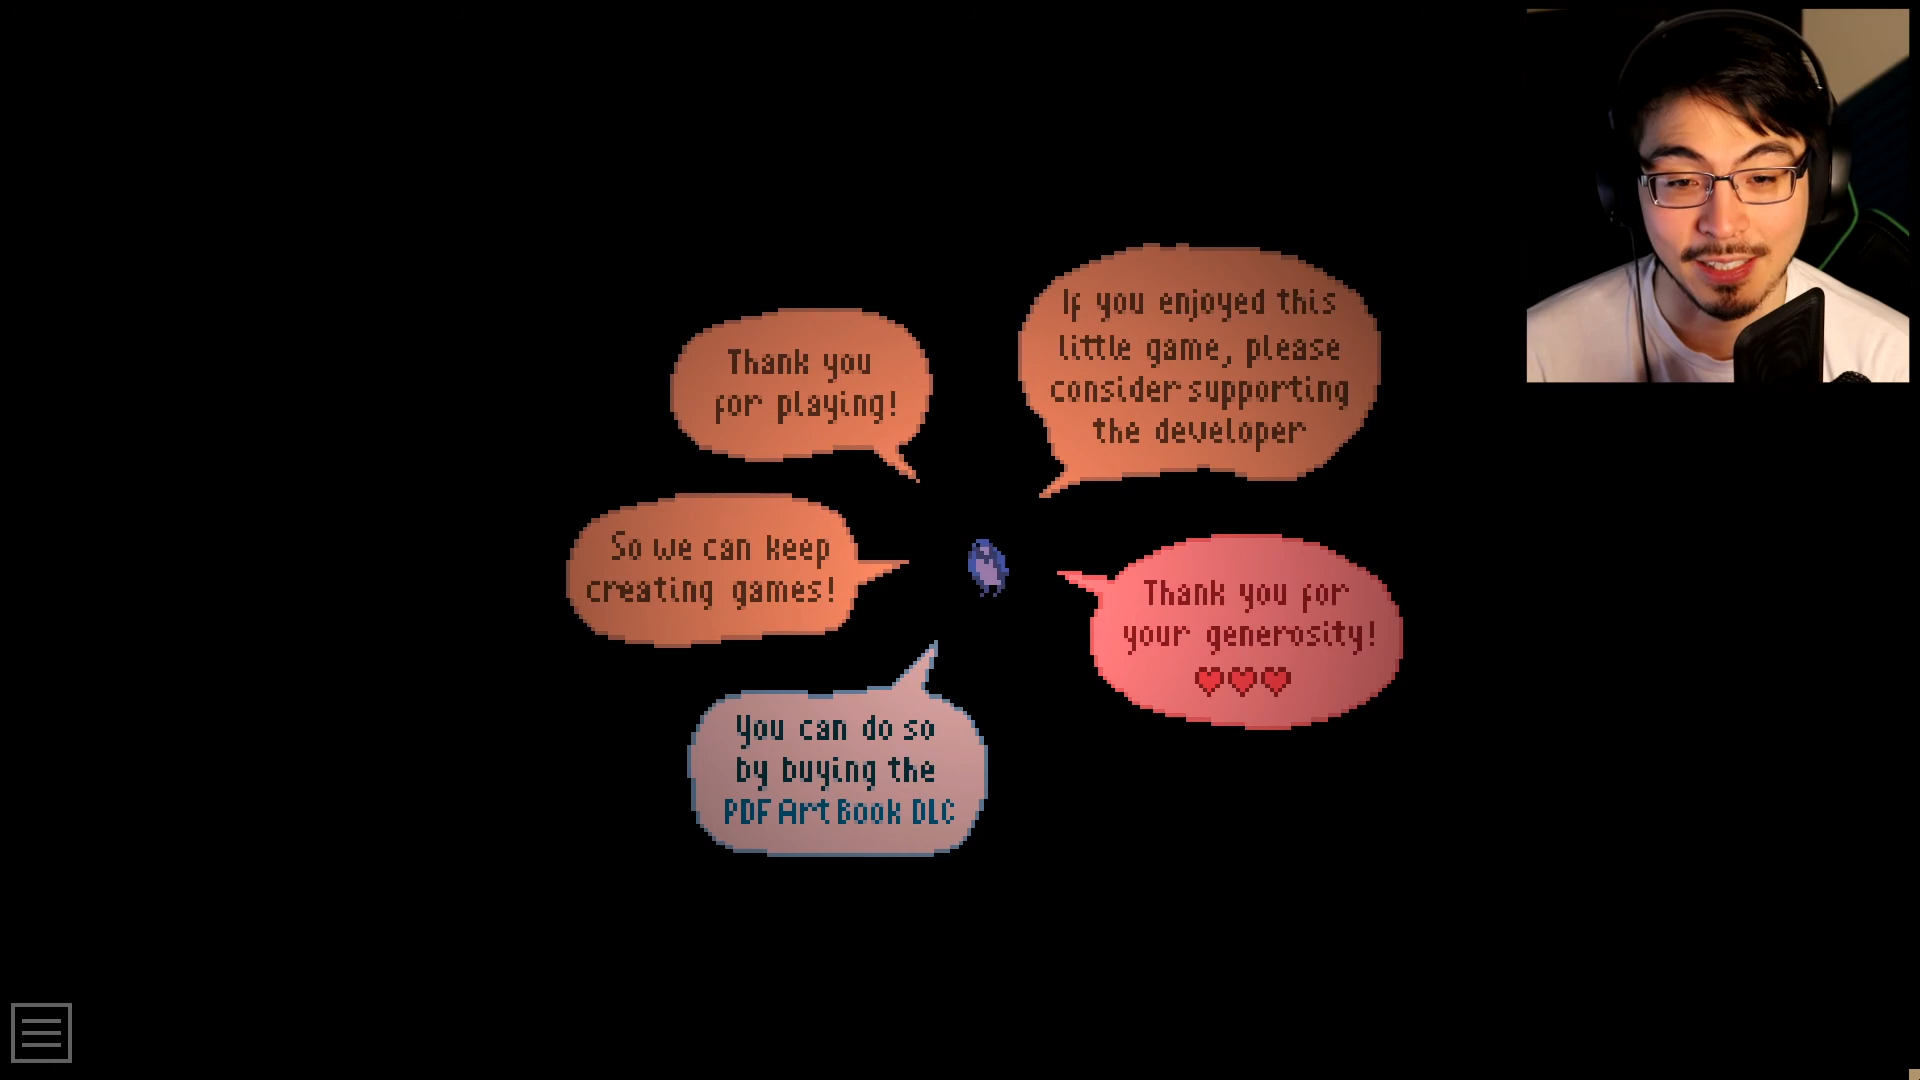 Thank you
for playing!
If you enjoyed this
little game, please
consider supporting
the developer
So we can keep
creating games!
Thank you for
your generosity!
♥♥♥
You can do so
by buying the
PDF Art Book DLC